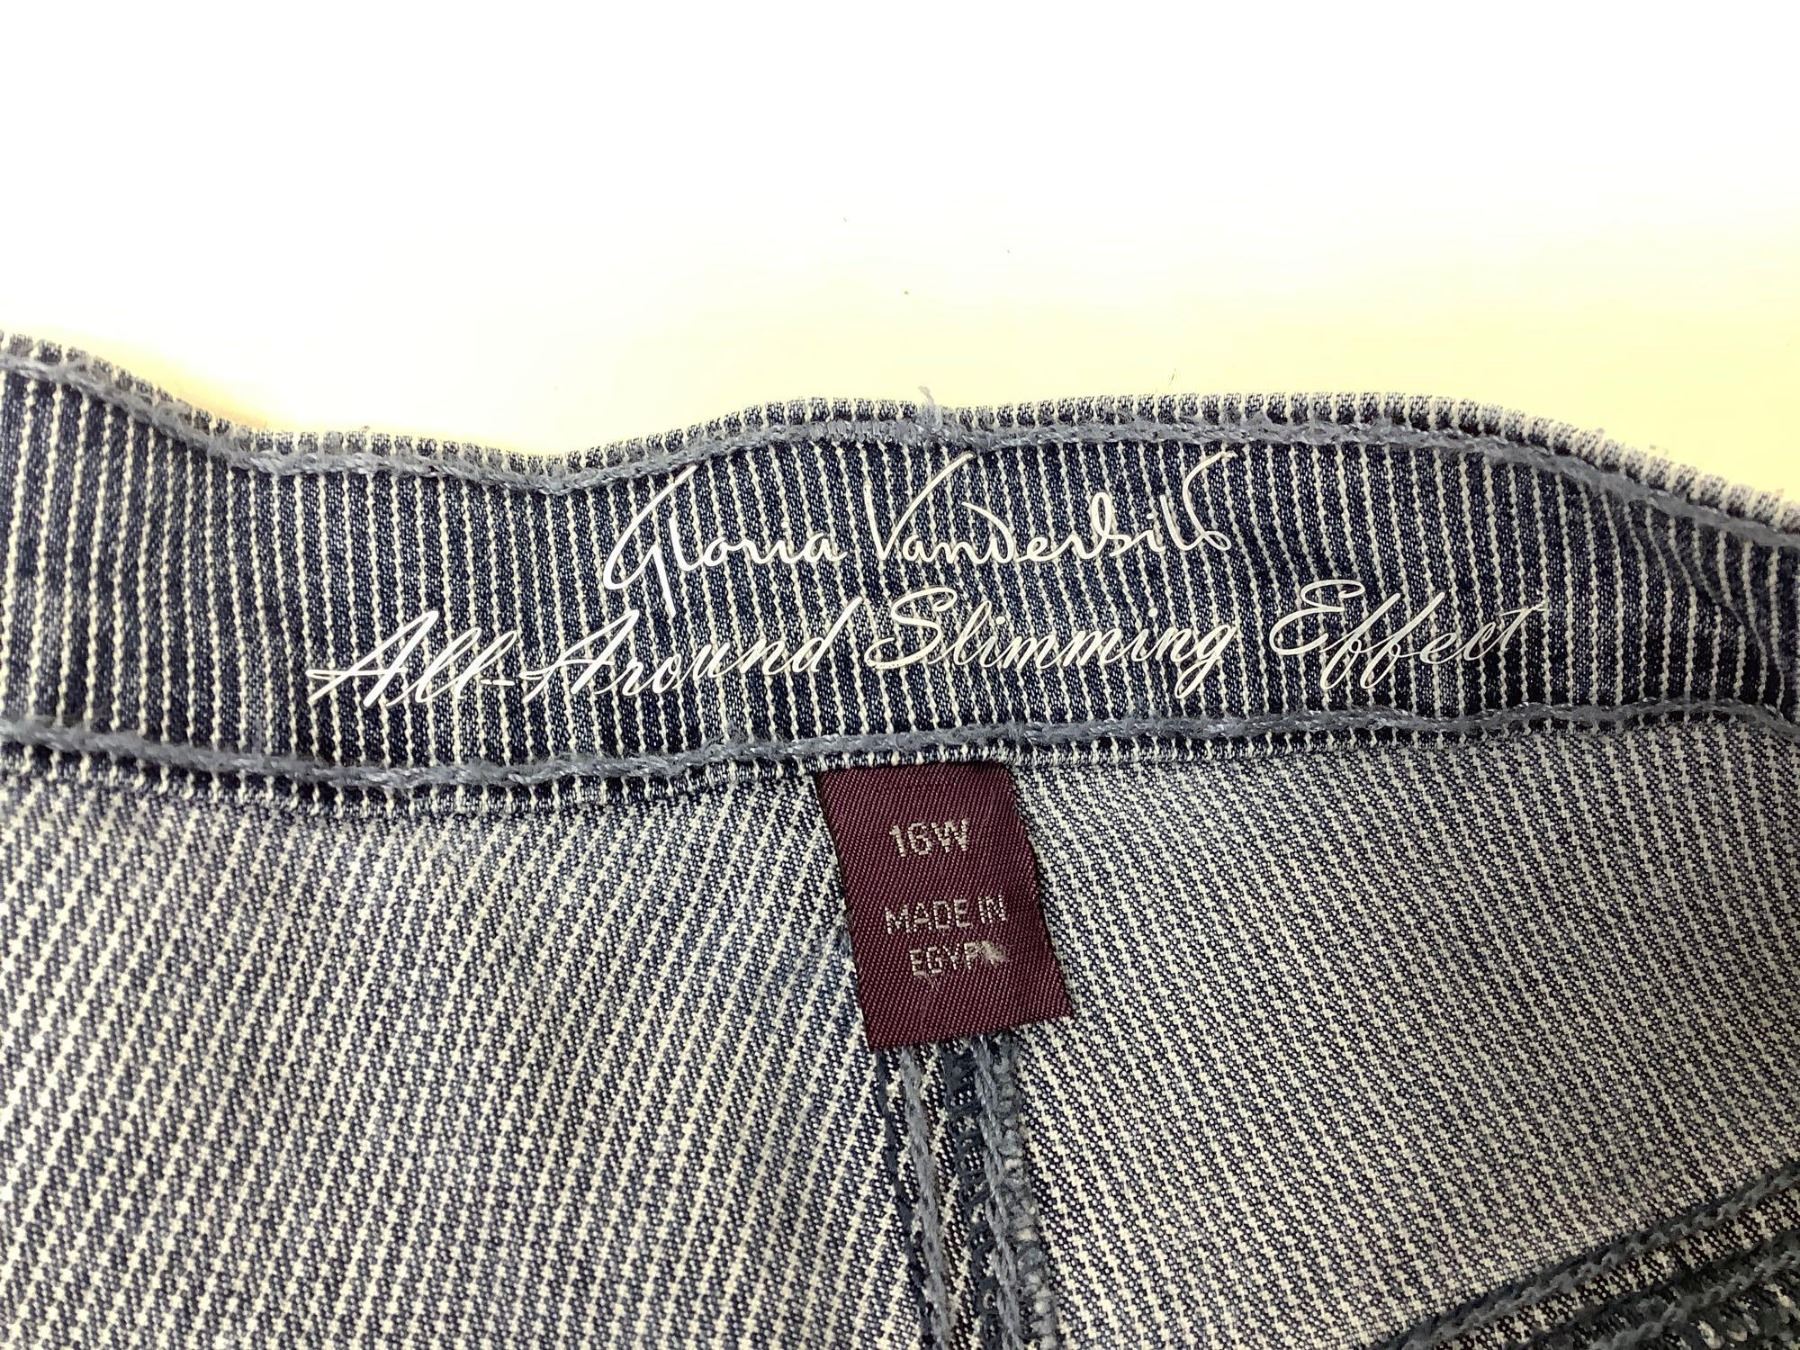 Gloria Vanderbilt
All-Around Slimming Effect
16W
MADE IN
EGYPT